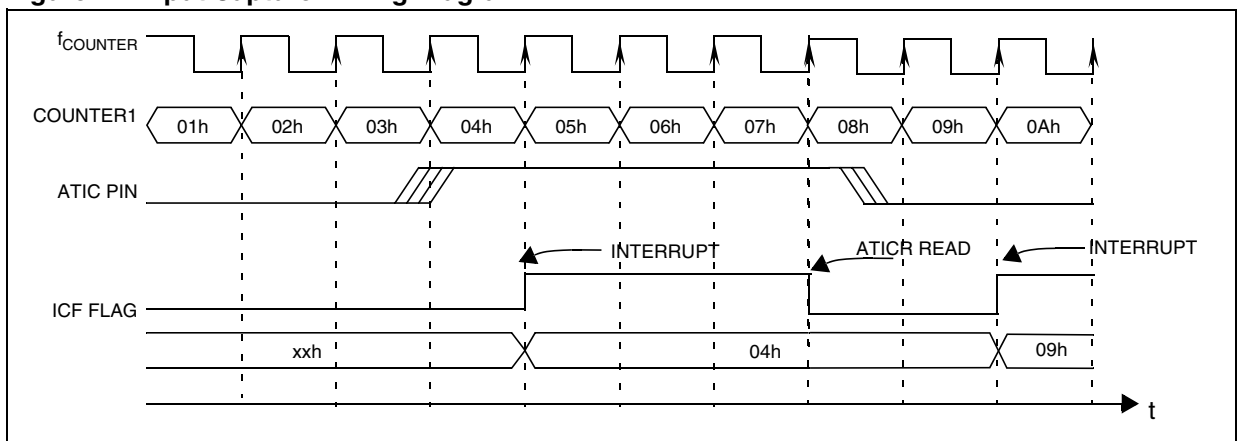 fCOUNTER
COUNTER1
01h 02h 03h 04h 05h 06h 07h 08h 09h 0Ah
ATIC PIN
INTERRUPT ATICR READ INTERRUPT
ICF FLAG
xxh 04h 09h
t